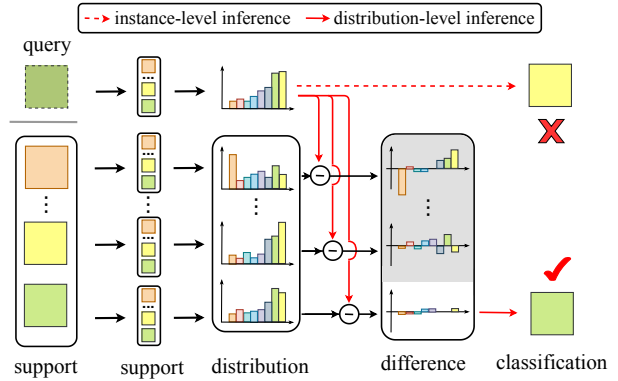 instance-level inference
distribution-level inference
query
support
support
distribution
difference
classification